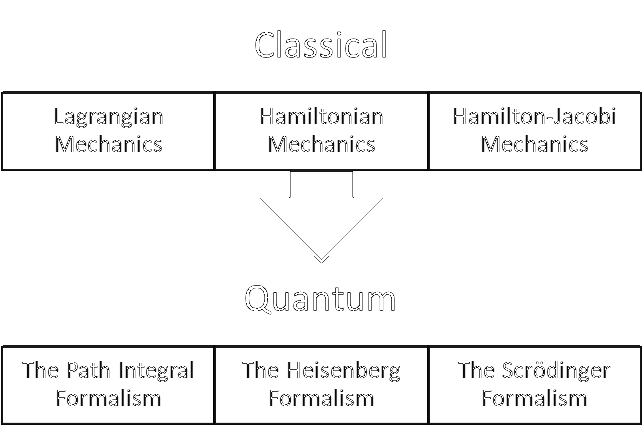 Classical
Lagrangian
Mechanics
Hamiltonian
Mechanics
Hamilton-Jacobi
Mechanics
Quantum
The Path Integral
Formalism
The Heisenberg
Formalism
The Scrödinger
Formalism